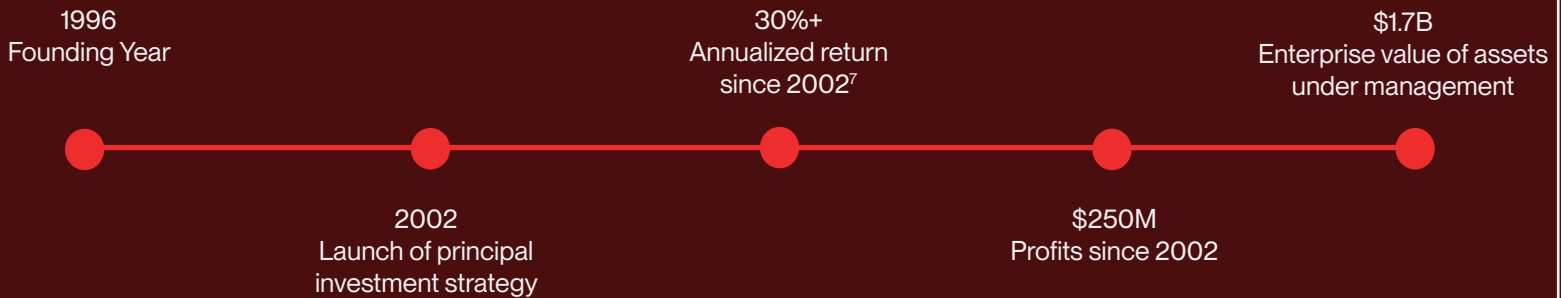 1996
Founding Year
2002
Launch of principal
investment strategy
30%+
Annualized return
since 2002⁷
$250M
Profits since 2002
$1.7B
Enterprise value of assets
under management